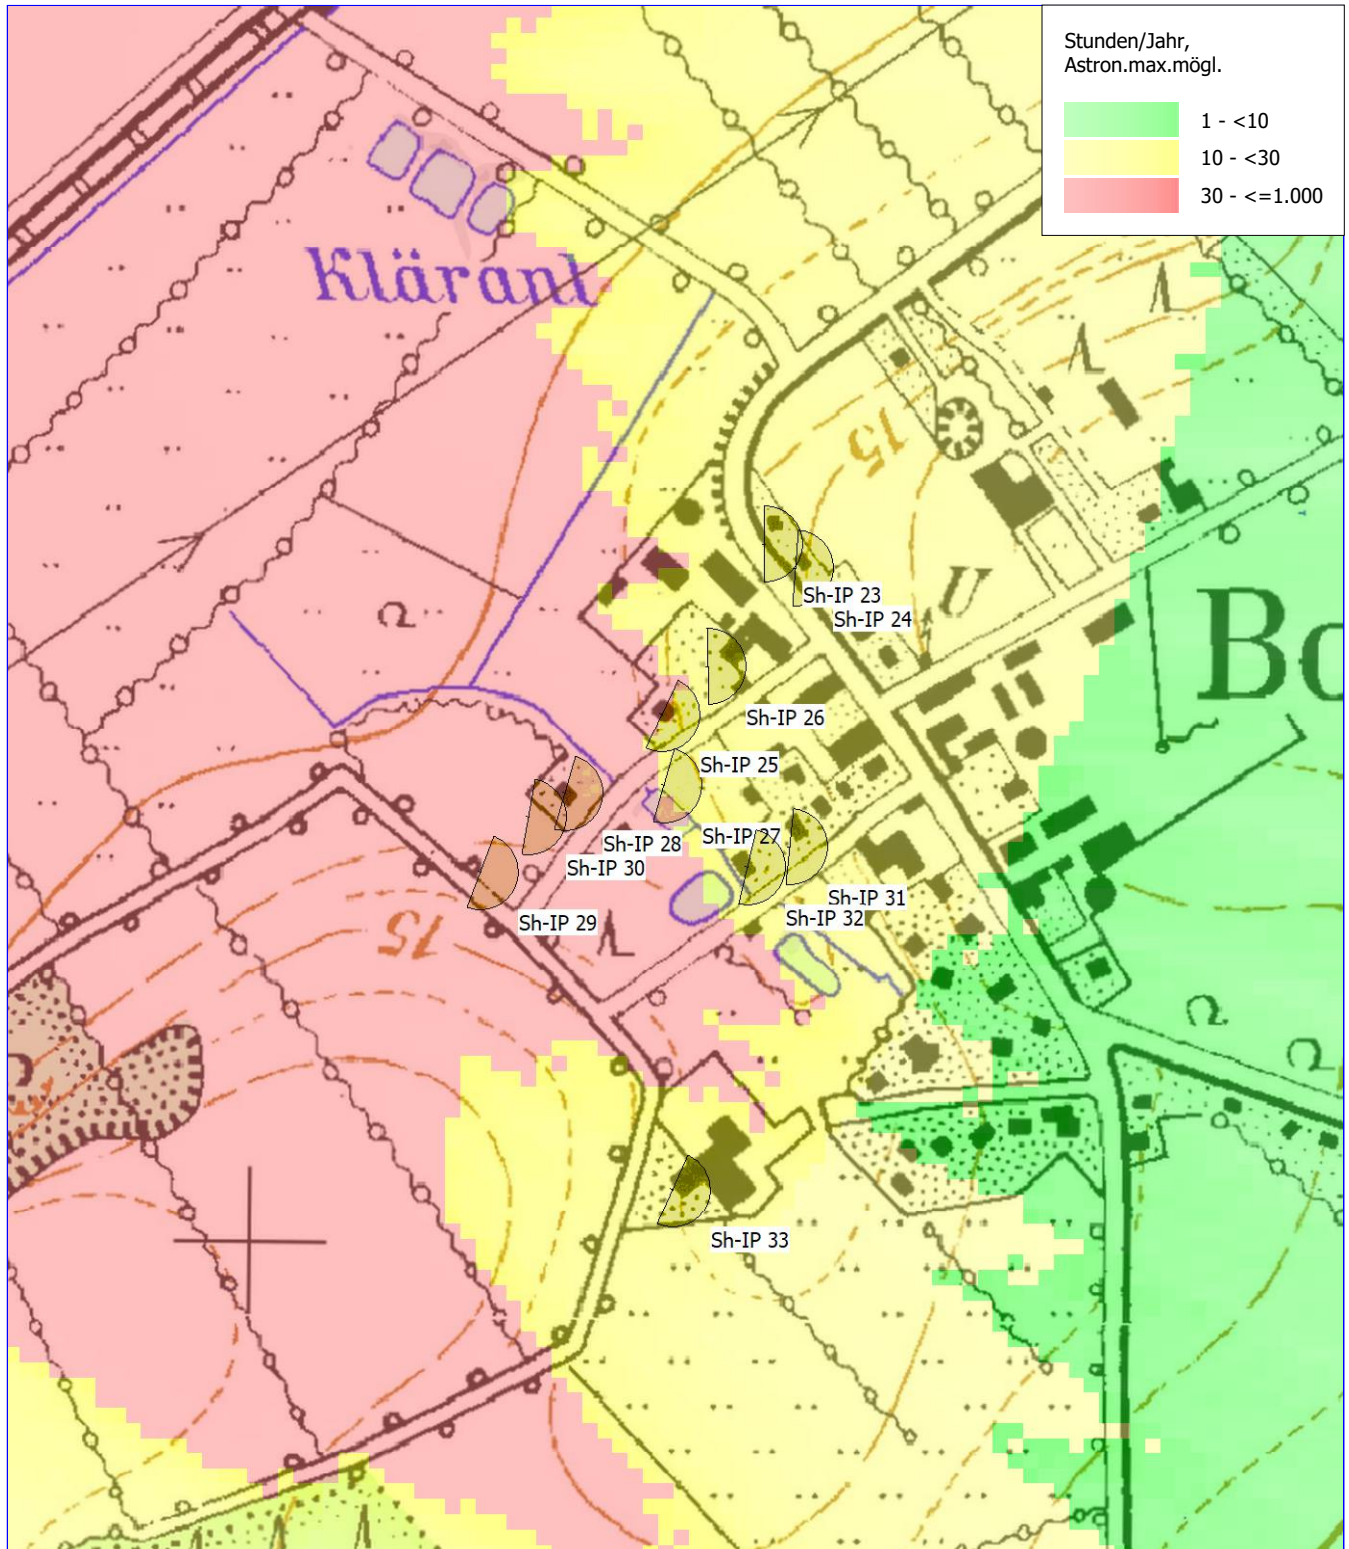 Stunden/Jahr,
Astron.max.mögl.
1 - <10
10 - <30
30 - <=1.000
Kläranl
15
Sh-IP 23
Sh-IP 24
U
Bo
Sh-IP 26
Sh-IP 25
Sh-IP 27
Sh-IP 28
Sh-IP 30
Sh-IP 31
Sh-IP 32
Sh-IP 29
15
Sh-IP 33